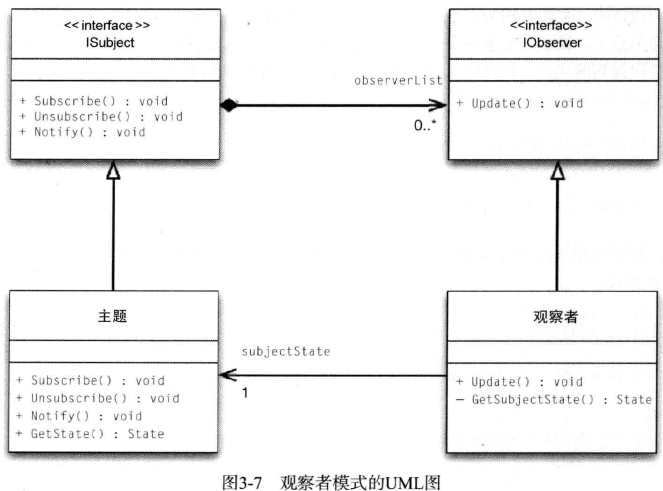 <<interface>>
ISubject
+ Subscribe() : void
+ Unsubscribe() : void
+ Notify() : void
observerList
0..*
<<interface>>
IObserver
+ Update() : void
主题
+ Subscribe() : void
+ Unsubscribe() : void
+ Notify() : void
+ GetState() : State
subjectState
1
观察者
+ Update() : void
− GetSubjectState() : State
图3-7 观察者模式的UML图